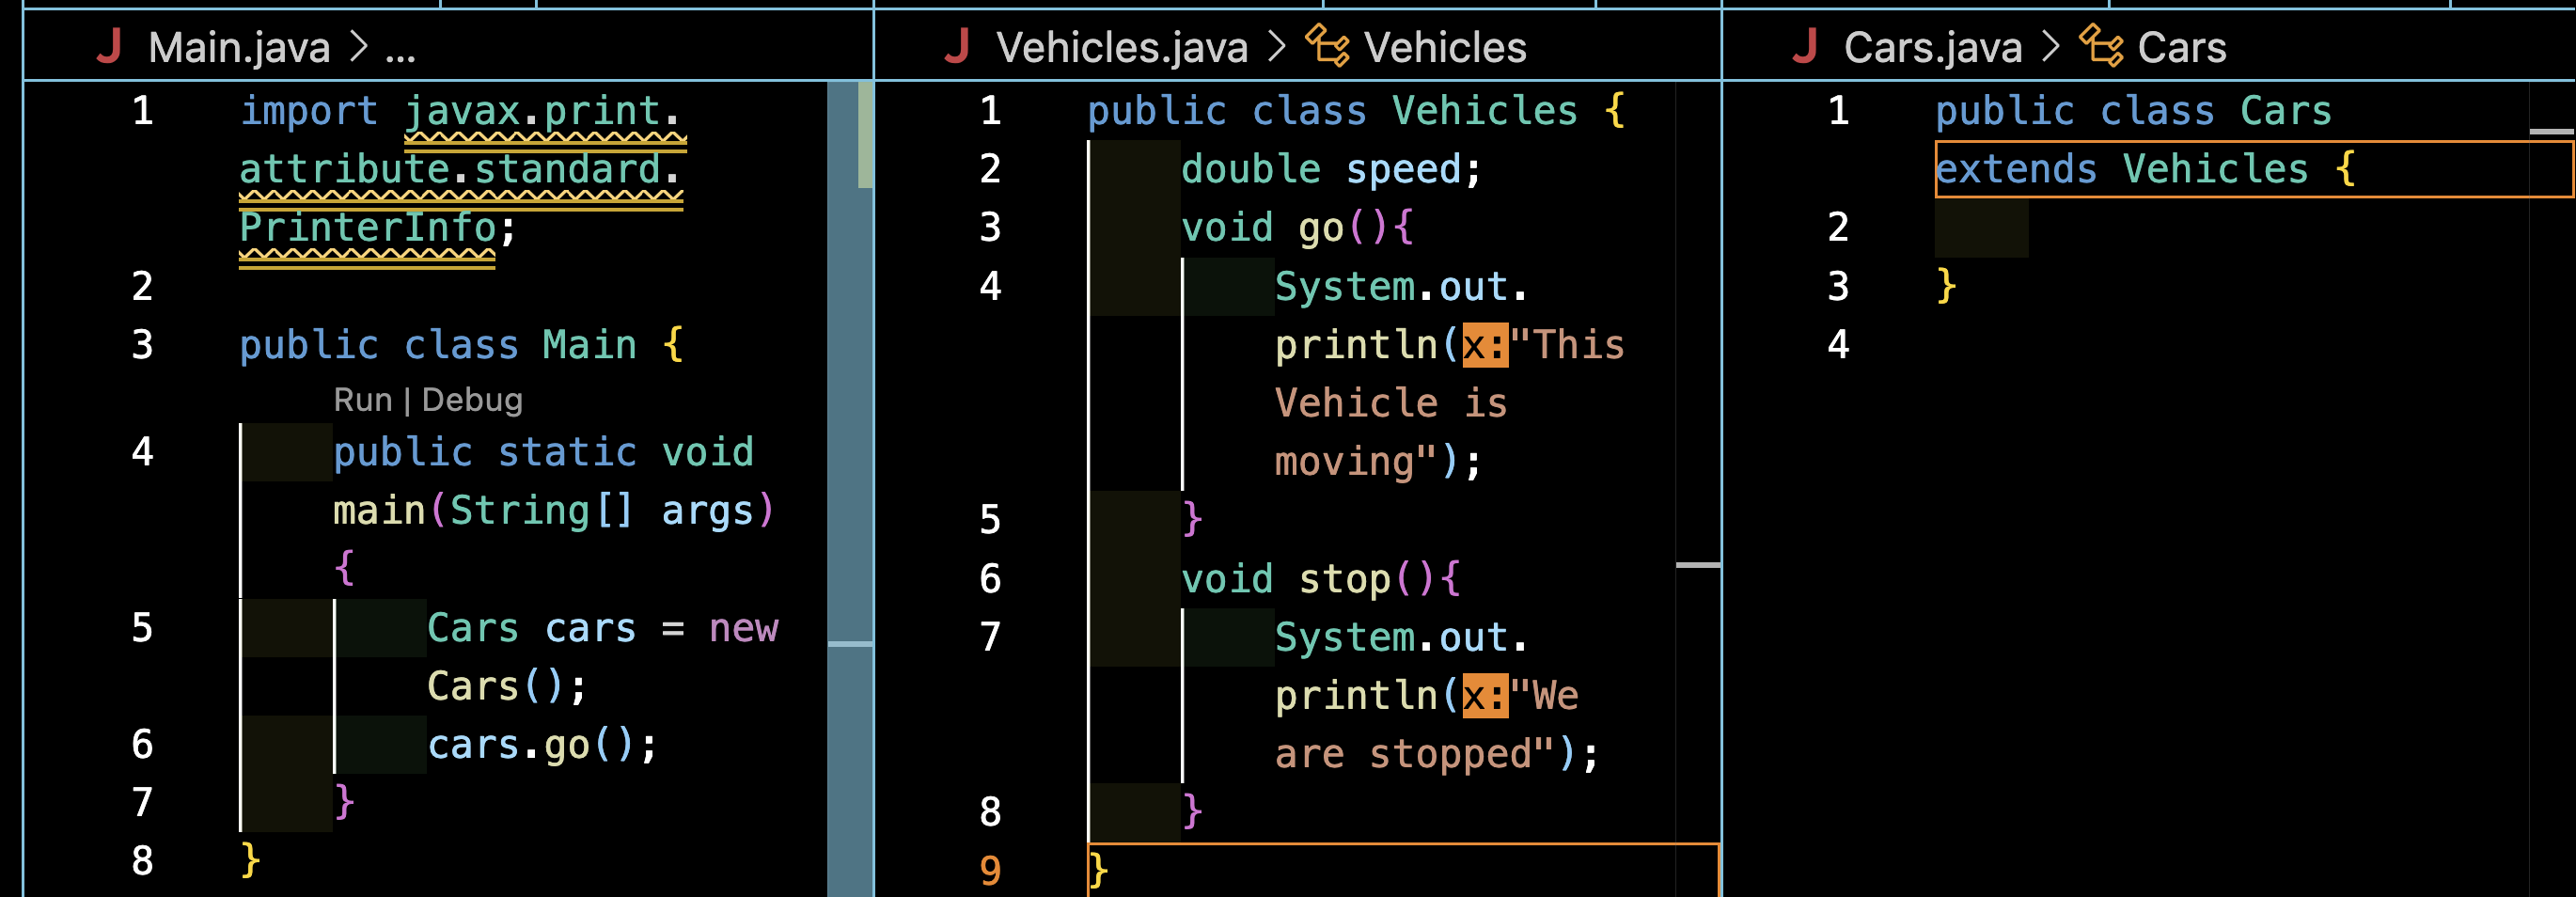 Main.java > ...
1 import javax.print.
attribute.standard.
PrinterInfo;
2
3 public class Main {
Run | Debug
4 public static void
main(String[] args)
{
5 Cars cars = new
Cars();
6 cars.go();
7 }
8 }
Vehicles.java > Vehicles
1 public class Vehicles {
2 double speed;
3 void go(){
4 System.out.
println(x:"This
Vehicle is
moving");
5 }
6 void stop(){
7 System.out.
println(x:"We
are stopped");
8 }
9 }
Cars.java > Cars
1 public class Cars
extends Vehicles {
2
3 }
4